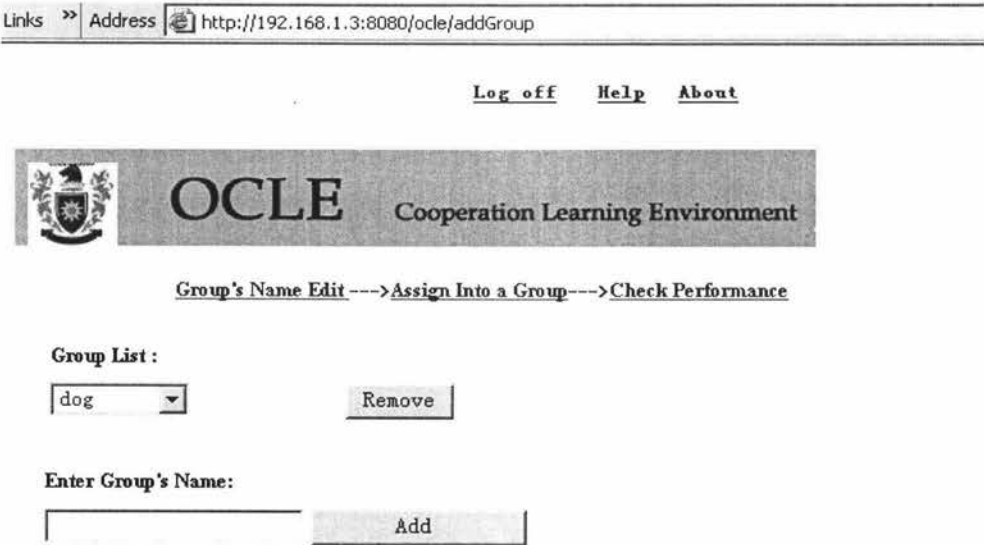 Links » Address http://192.168.1.3:8080/ocle/addGroup
Log off Help About
OCLE Cooperation Learning Environment
Group's Name Edit---->Assign Into a Group---->Check Performance
Group List :
dog Remove
Enter Group's Name:
Add